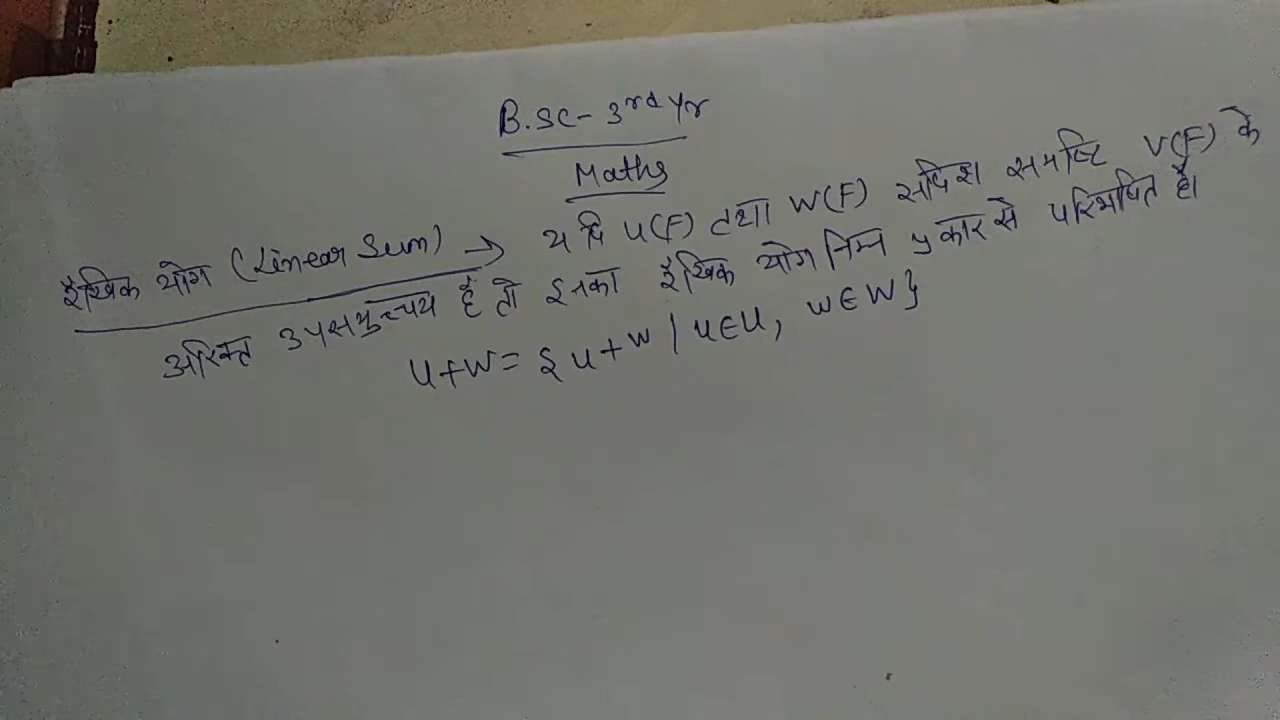 B.SC- 3rd Yr
Maths
रैखिक योग (Linear Sum) → यदि U(F) तथा W(F) सदिश समष्टि V(F) के
अरिक्त उपसमुच्चय हैं तो इनका रैखिक योग निम्न प्रकार से परिभाषित है।
U+W = {u+w | u∈U, w∈W}